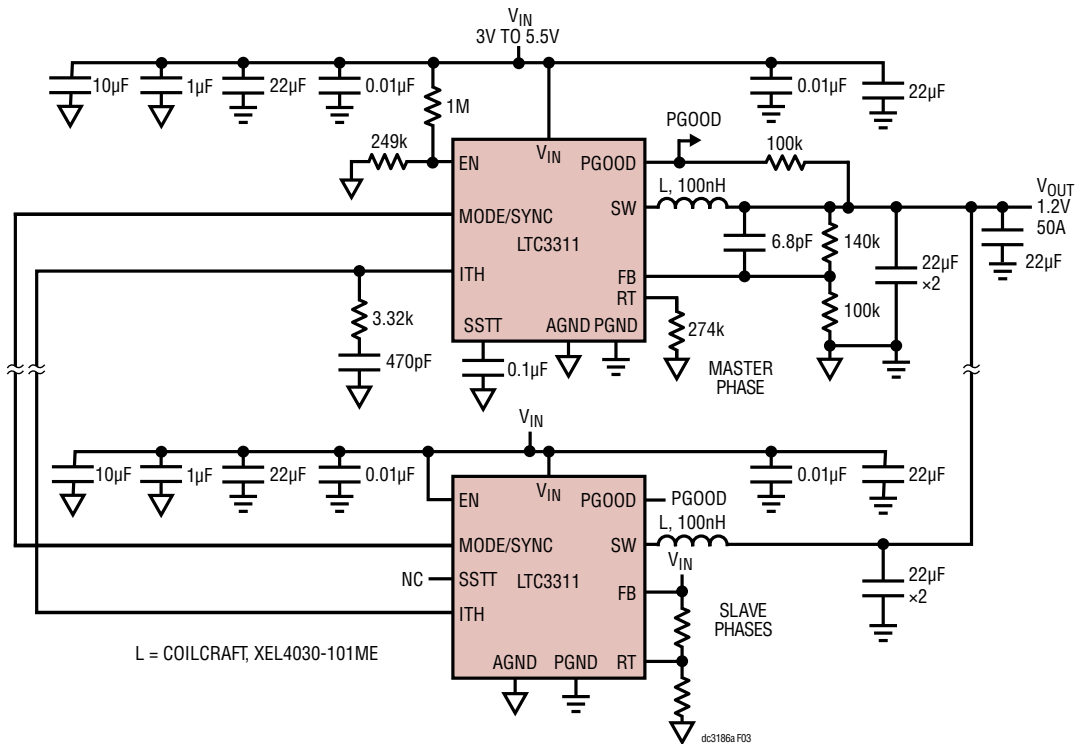 VIN
3V TO 5.5V
10µF
1µF
22µF
0.01µF
1M
0.01µF
22µF
249k
PGOOD
100k
EN
VIN
PGOOD
MODE/SYNC
SW
L, 100nH
VOUT
1.2V
50A
LTC3311
6.8pF
140k
22µF
×2
22µF
ITH
FB
RT
3.32k
100k
SSTT
AGND
PGND
274k
470pF
0.1µF
MASTER
PHASE
VIN
10µF
1µF
22µF
0.01µF
0.01µF
22µF
EN
VIN
PGOOD
PGOOD
L, 100nH
MODE/SYNC
SW
VIN
NC
SSTT
LTC3311
FB
22µF
×2
ITH
SLAVE
PHASES
L = COILCRAFT, XEL4030-101ME
AGND
PGND
RT
dc3186a F03